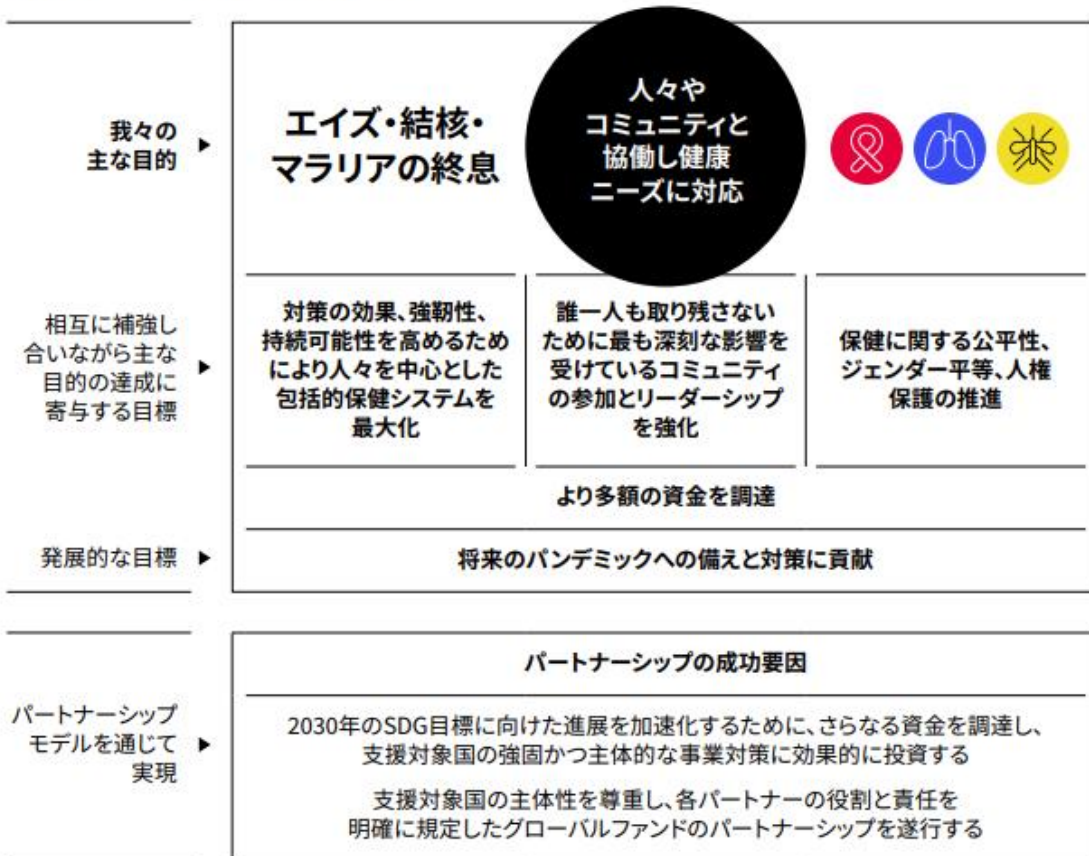 我々の
主な目的
エイズ・結核・
マラリアの終息
人々や
コミュニティと
協働し健康
ニーズに対応
相互に補強し
合いながら主な
目的の達成に
寄与する目標
対策の効果、強靭性、
持続可能性を高めるため
により人々を中心とした
包括的保健システムを
最大化
誰一人も取り残さない
ために最も深刻な影響を
受けているコミュニティ
の参加とリーダーシップ
を強化
保健に関する公平性、
ジェンダー平等、人権
保護の推進
より多額の資金を調達
発展的な目標
将来のパンデミックへの備えと対策に貢献
パートナーシップ
モデルを通じて
実現
パートナーシップの成功要因
2030年のSDG目標に向けた進展を加速化するために、さらなる資金を調達し、
支援対象国の強固かつ主体的な事業対策に効果的に投資する
支援対象国の主体性を尊重し、各パートナーの役割と責任を
明確に規定したグローバルファンドのパートナーシップを遂行する